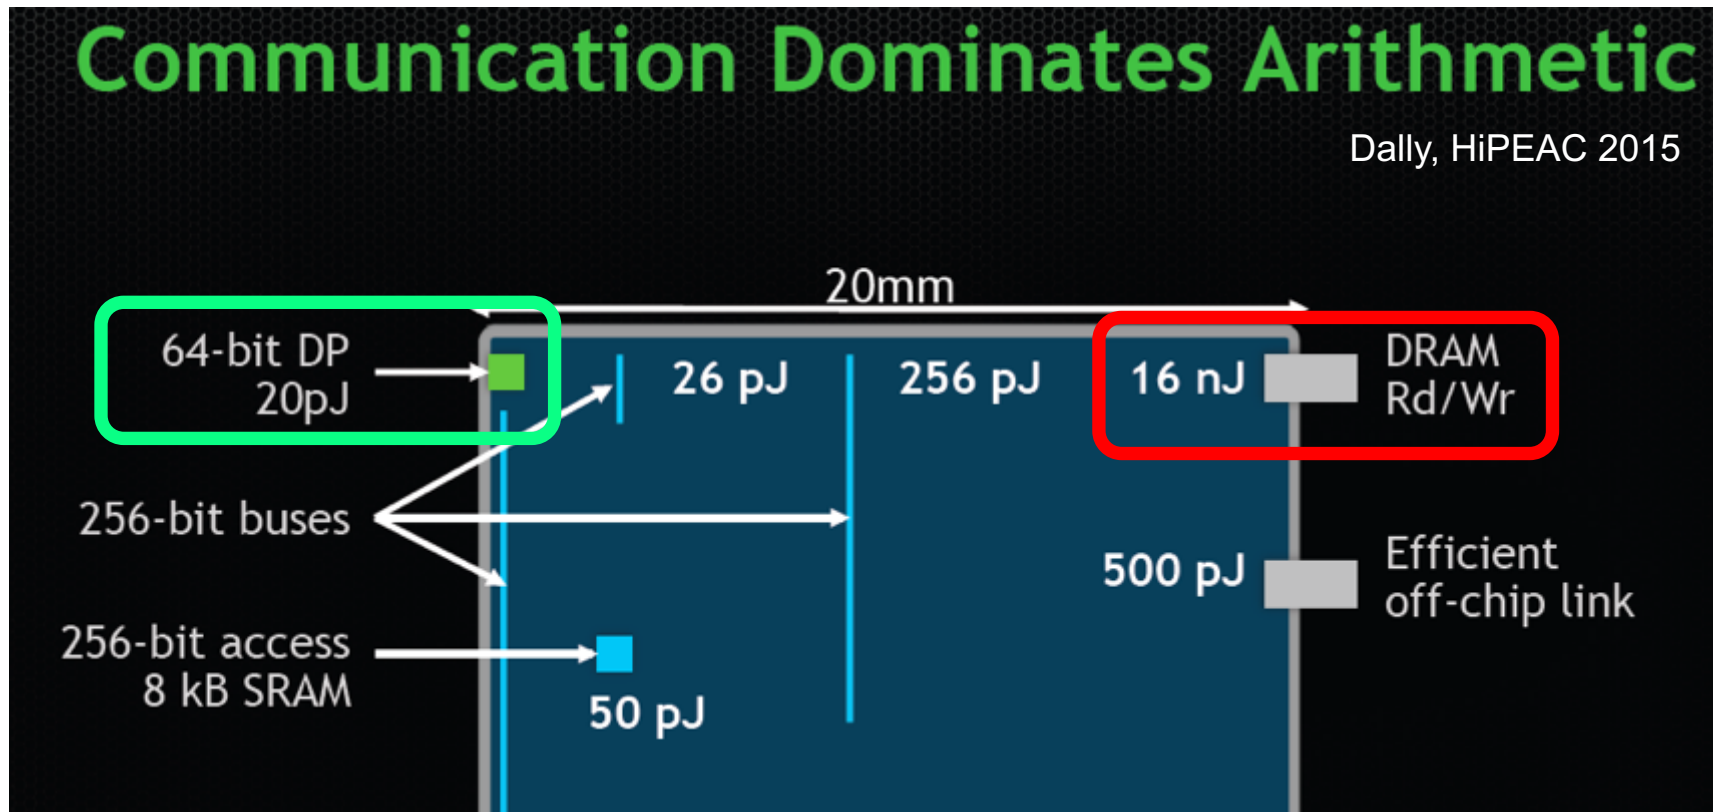 Communication Dominates Arithmetic
Dally, HiPEAC 2015
20mm
64-bit DP
20pJ
26 pJ
256 pJ
16 nJ
DRAM
Rd/Wr
256-bit buses
500 pJ
Efficient
off-chip link
256-bit access
8 kB SRAM
50 pJ